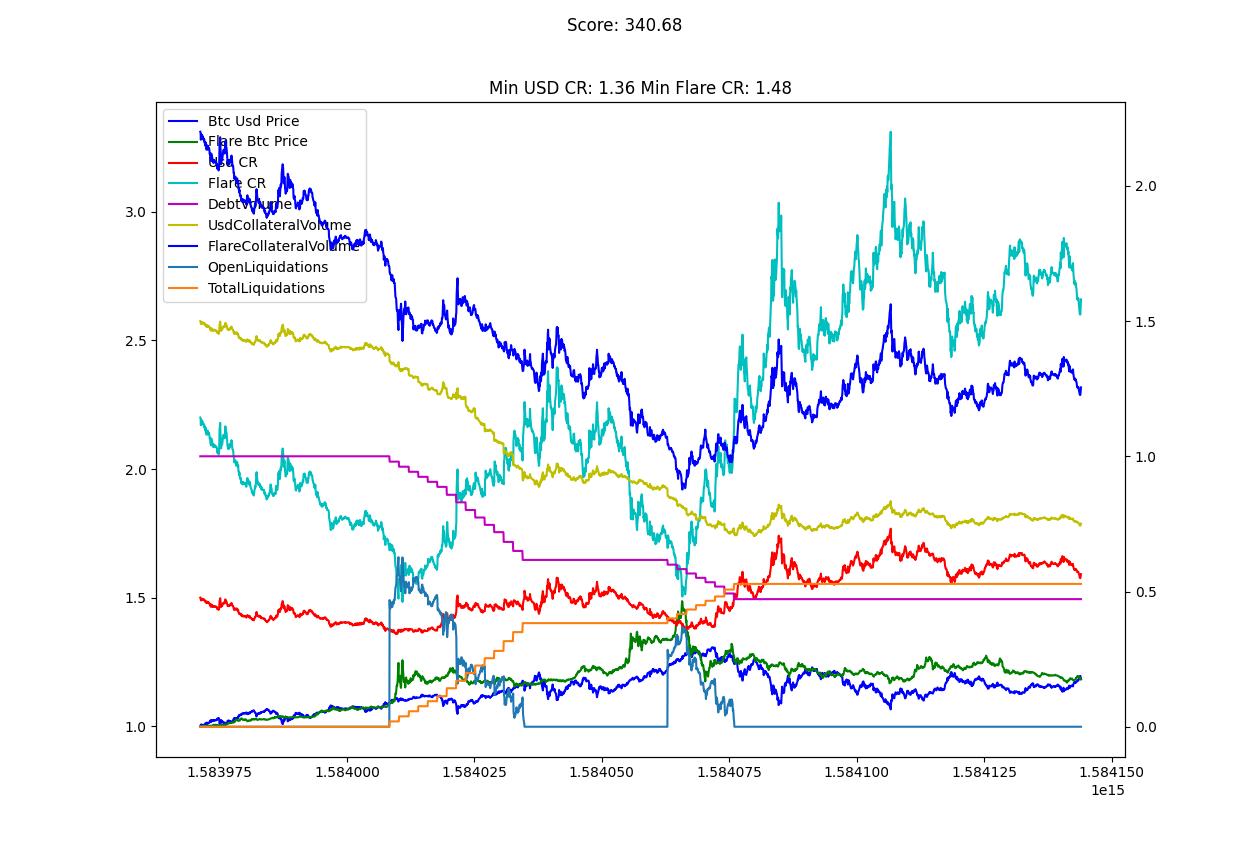 Score: 340.68
Min USD CR: 1.36 Min Flare CR: 1.48
Btc Usd Price
Flare Btc Price
Usd CR
Flare CR
DebtVolume
UsdCollateralVolume
FlareCollateralVolume
OpenLiquidations
TotalLiquidations
3.0
2.5
2.0
1.5
1.0
2.0
1.5
1.0
0.5
0.0
1.583975
1.584000
1.584025
1.584050
1.584075
1.584100
1.584125
1.584150
1e15